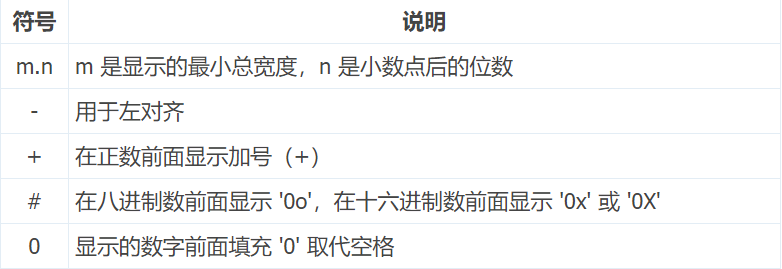 符号 说明
m.n m 是显示的最小总宽度，n 是小数点后的位数
- 用于左对齐
+ 在正数前面显示加号（+）
# 在八进制数前面显示 '0o'，在十六进制数前面显示 '0x' 或 '0X'
0 显示的数字前面填充 '0' 取代空格